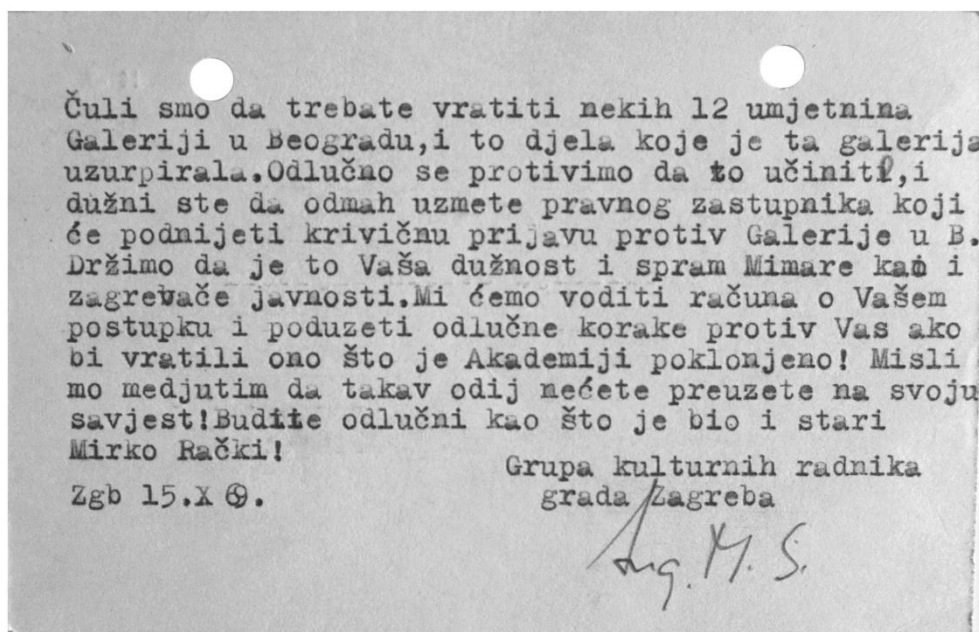 Čuli smo da trebate vratiti nekih 12 umjetnina
Galeriji u Beogradu,i to djela koje je ta galerija
uzurpirala.Odlučno se protivimo da to učiniti,i
dužni ste da odmah uzmete pravnog zastupnika koji
će podnijeti krivičnu prijavu protiv Galerije u B.
Držimo da je to Vaša dužnost i spram Mimare kao i
zagrevače javnosti.Mi ćemo voditi računa o Vašem
postupku i poduzeti odlučne korake protiv Vas ako
bi vratili ono što je Akademiji poklonjeno! Misli
mo medjutim da takav odij nećete preuzete na svoju
savjest!Budite odlučni kao što je bio i stari
Mirko Rački!
Grupa kulturnih radnika
Zgb 15.X 69.
grada Zagreba
M. S.